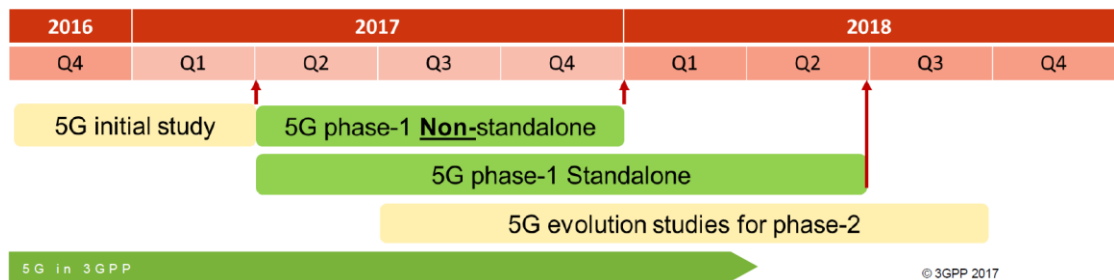 2016 2017 2018
Q4 Q1 Q2 Q3 Q4 Q1 Q2 Q3 Q4
5G initial study 5G phase-1 Non-standalone
5G phase-1 Standalone
5G evolution studies for phase-2
5G in 3GPP © 3GPP 2017